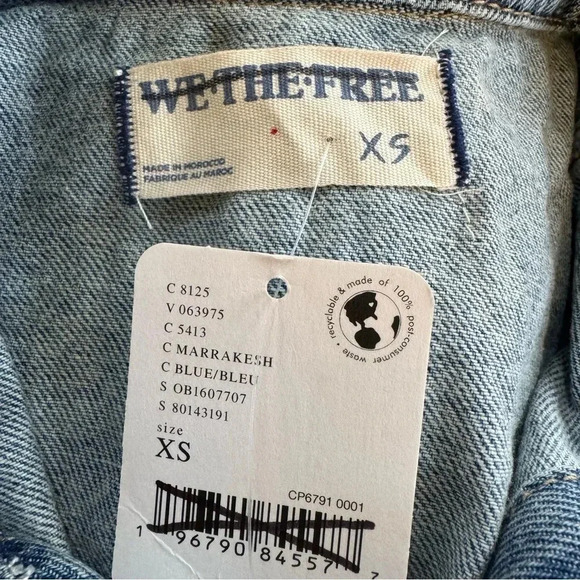 WE·THE·FREE
XS
MADE IN MOROCCO
FABRIQUE AU MAROC
C 8125
V 063975
C 5413
C MARRAKESH
C BLUE/BLEU
S OB1607707
S 80143191
size
XS
recyclable & made of 100% post-consumer waste •
CP6791 0001
1 96790 84557 7